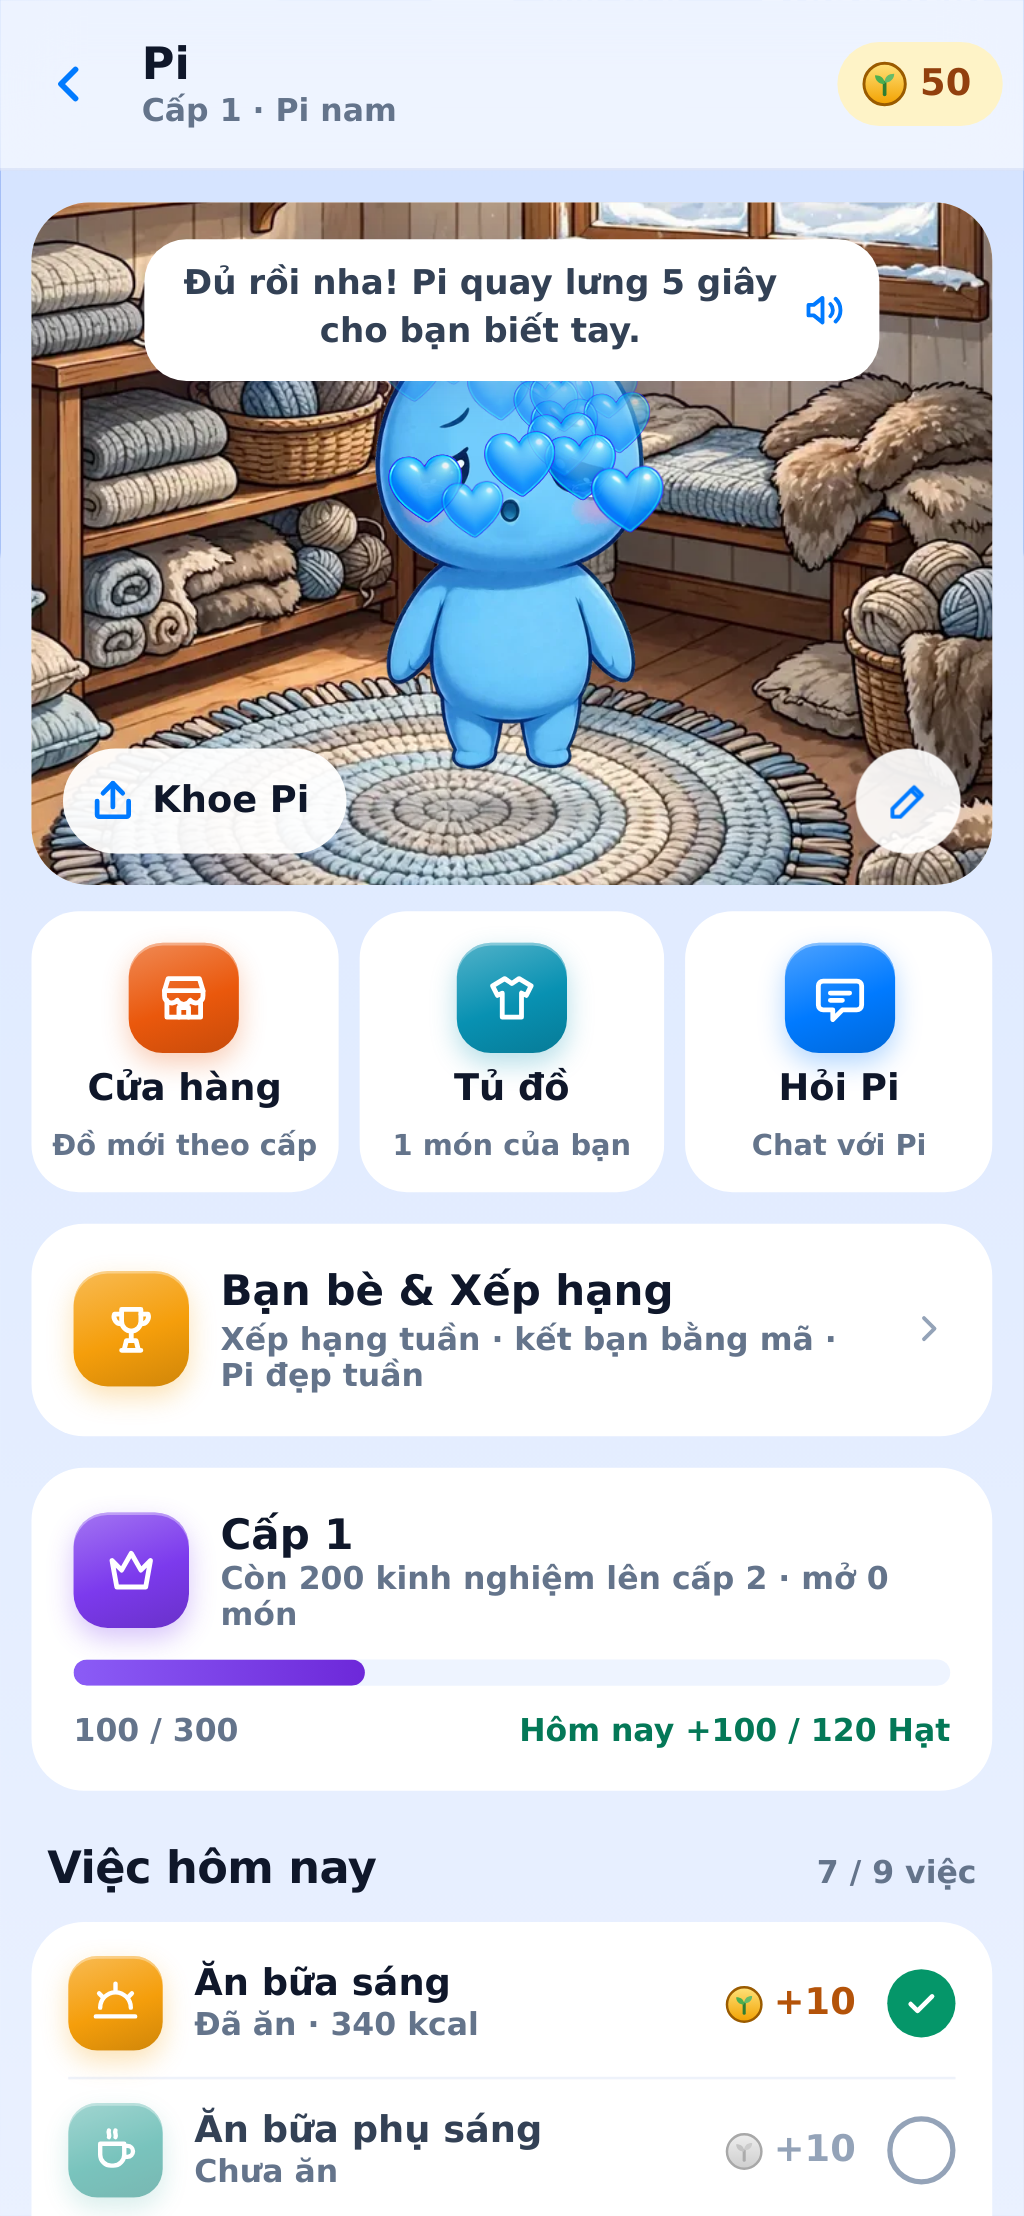 Pi
Cấp 1 · Pi nam
50
Đủ rồi nha! Pi quay lưng 5 giây
cho bạn biết tay.
Khoe Pi
Cửa hàng
Đồ mới theo cấp
Tủ đồ
1 món của bạn
Hỏi Pi
Chat với Pi
Bạn bè & Xếp hạng
Xếp hạng tuần · kết bạn bằng mã ·
Pi đẹp tuần
Cấp 1
Còn 200 kinh nghiệm lên cấp 2 · mở 0
món
100 / 300
Hôm nay +100 / 120 Hạt
Việc hôm nay
7 / 9 việc
Ăn bữa sáng
Đã ăn · 340 kcal
+10
Ăn bữa phụ sáng
Chưa ăn
+10